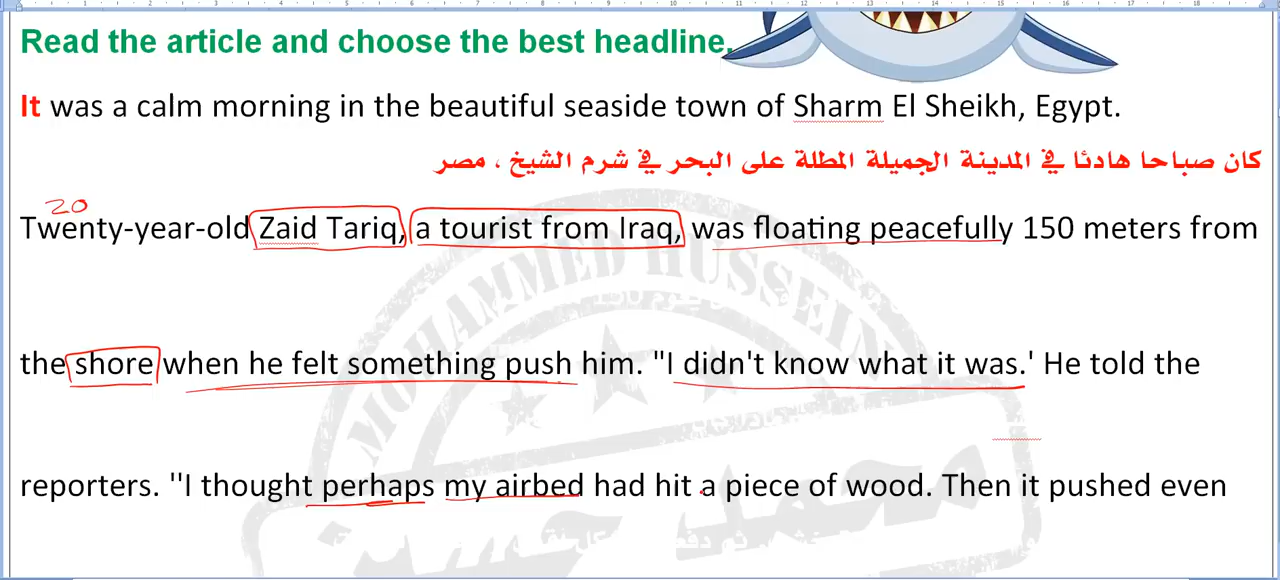 Read the article and choose the best headline.
It was a calm morning in the beautiful seaside town of Sharm El Sheikh, Egypt.
كان صباحا هادئا في المدينة الجميلة المطلة على البحر في شرم الشيخ ، مصر
20
Twenty-year-old Zaid Tariq, a tourist from Iraq, was floating peacefully 150 meters from
the shore when he felt something push him. "I didn't know what it was.' He told the
reporters. ''I thought perhaps my airbed had hit a piece of wood. Then it pushed even
MOHAMMED HUSSEIN
محمد حسين